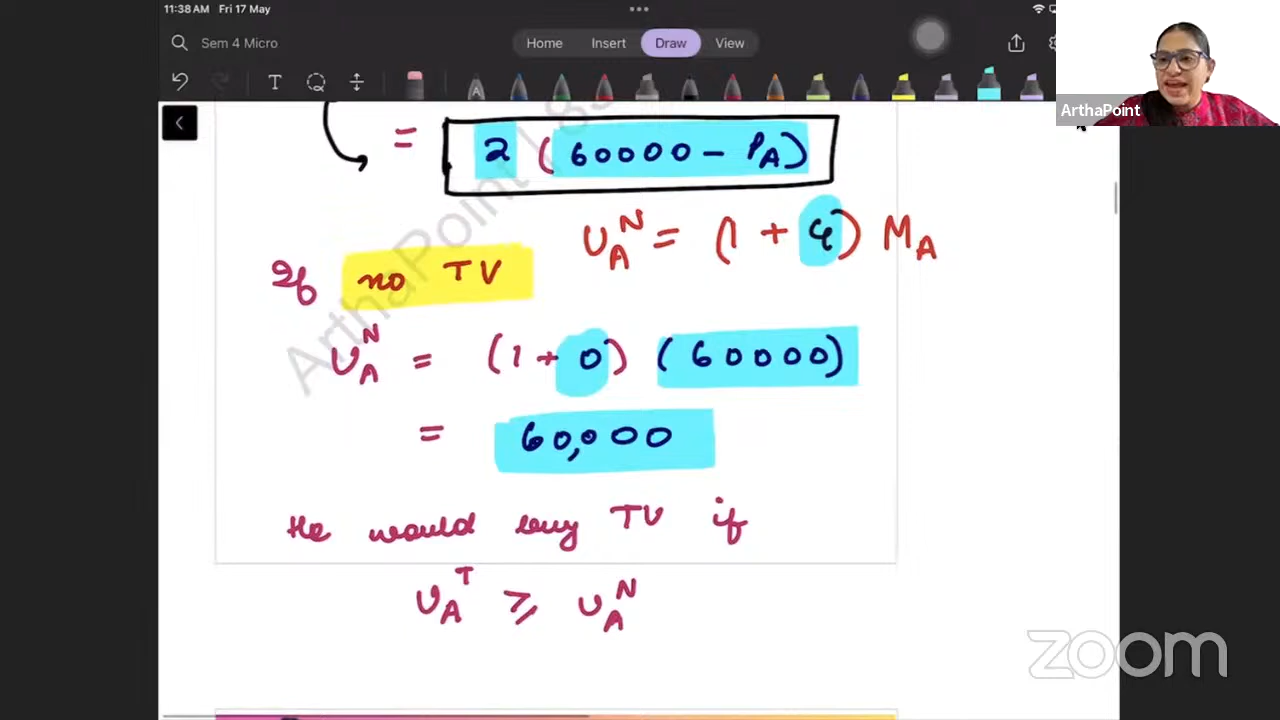 11:38 AM Fri 17 May
Sem 4 Micro
Home Insert Draw View
ArthaPoint
= 2 (60000 - PA)
UAN = (1 + G) MA
If no TV
UAN = (1 + 0) (60000)
= 60,000
He would buy TV if
UAT ≥ UAN
zoom
ArthaPoint